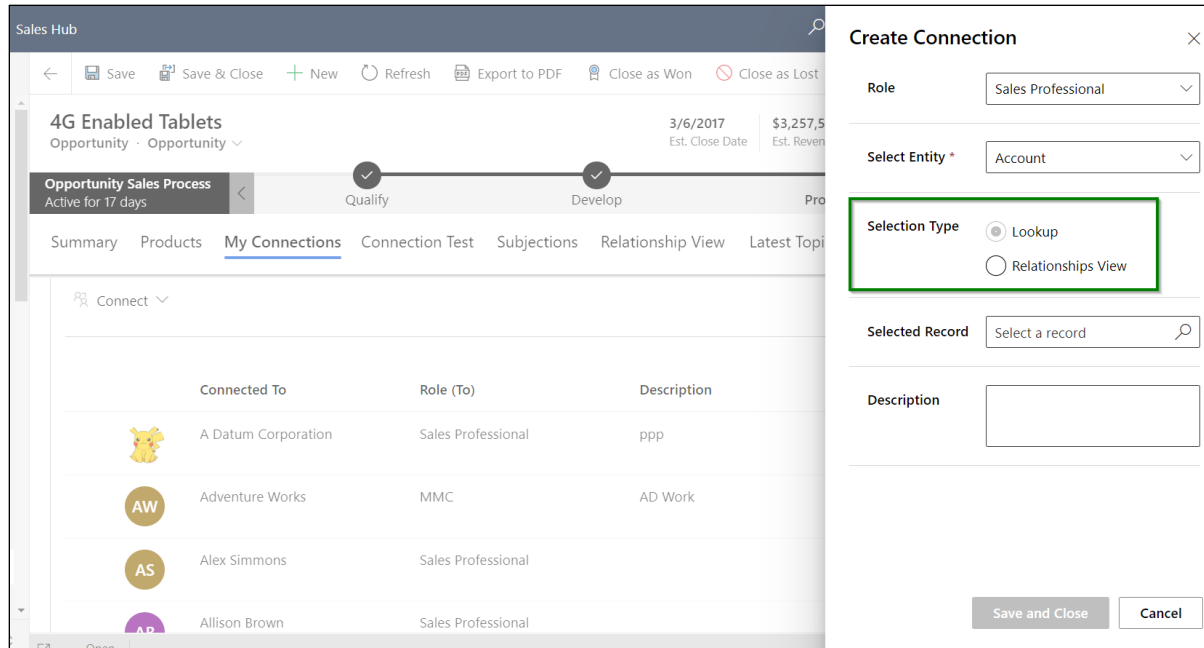 Sales Hub
Save Save & Close New Refresh Export to PDF Close as Won Close as Lost
4G Enabled Tablets
Opportunity · Opportunity
3/6/2017 $3,257,5
Est. Close Date Est. Reven
Opportunity Sales Process
Active for 17 days
Qualify Develop Pro
Summary Products My Connections Connection Test Subjections Relationship View Latest Topi
Connect
Connected To Role (To) Description
A Datum Corporation Sales Professional ppp
AW Adventure Works MMC AD Work
AS Alex Simmons Sales Professional
AB Allison Brown Sales Professional
Open
Create Connection
Role Sales Professional
Select Entity * Account
Selection Type Lookup
Relationships View
Selected Record Select a record
Description
Save and Close Cancel